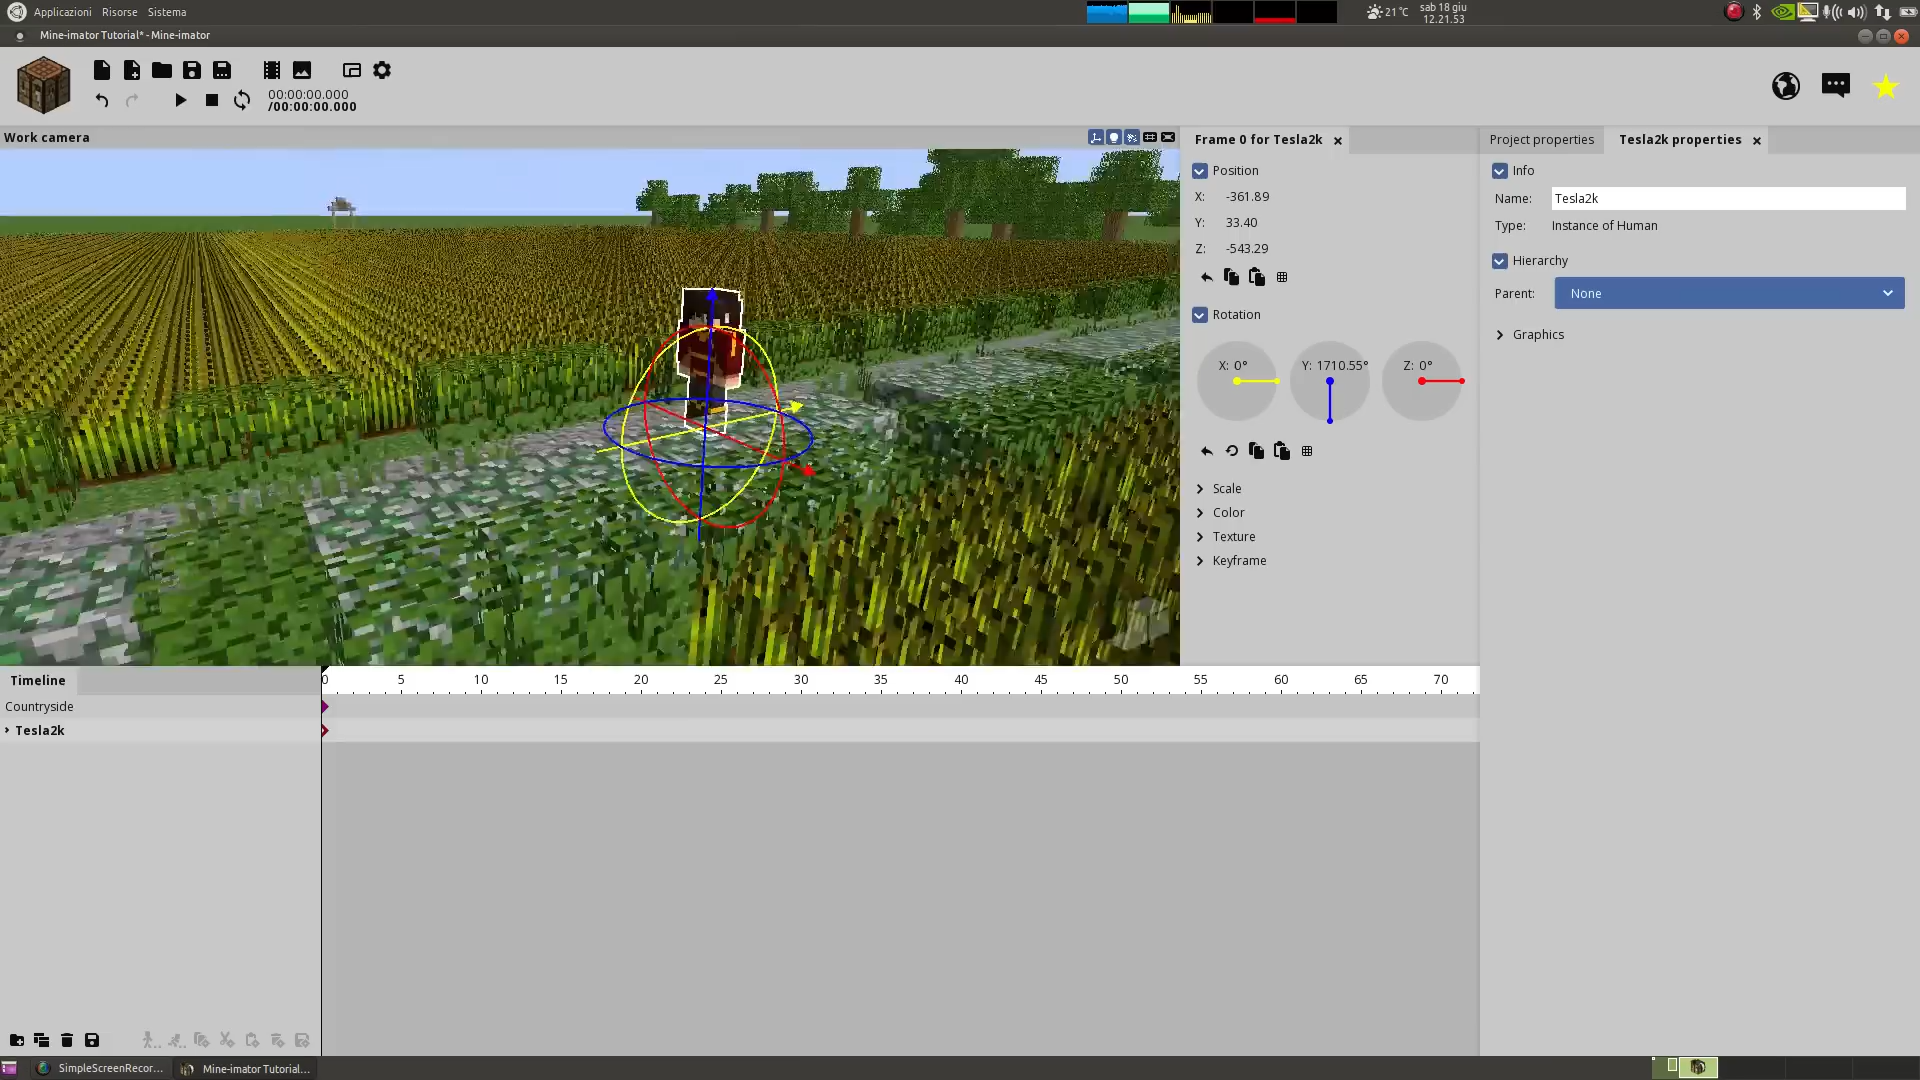 Applicazioni Risorse Sistema
21 °C
sab 18 giu
12.21.53
Mine-imator Tutorial* - Mine-imator
00:00:00.000
/00:00:00.000
Work camera
Frame 0 for Tesla2k
Position
X: -361.89
Y: 33.40
Z: -543.29
Rotation
X: 0° Y: 1710.55° Z: 0°
Scale
Color
Texture
Keyframe
Project properties Tesla2k properties
Info
Name: Tesla2k
Type: Instance of Human
Hierarchy
Parent: None
Graphics
Timeline
0 5 10 15 20 25 30 35 40 45 50 55 60 65 70
Countryside
Tesla2k
SimpleScreenRecor...
Mine-imator Tutorial...